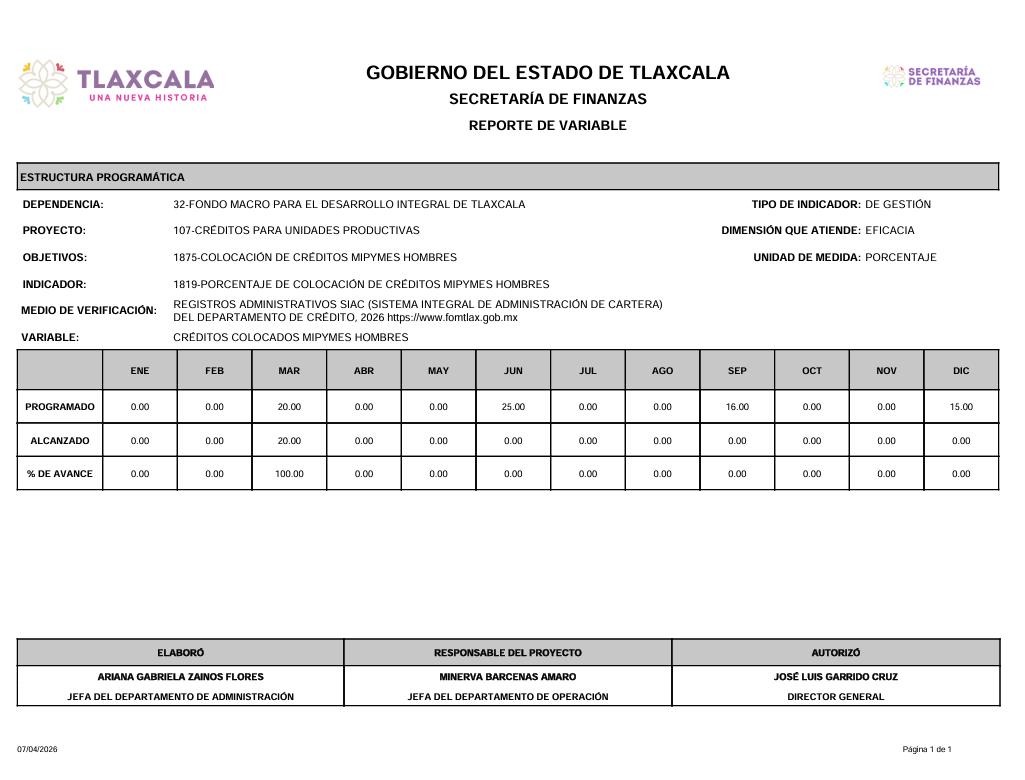 TLAXCALA
UNA NUEVA HISTORIA
GOBIERNO DEL ESTADO DE TLAXCALA
SECRETARÍA DE FINANZAS
REPORTE DE VARIABLE
SECRETARÍA
DE FINANZAS
ESTRUCTURA PROGRAMÁTICA
DEPENDENCIA: 32-FONDO MACRO PARA EL DESARROLLO INTEGRAL DE TLAXCALA TIPO DE INDICADOR: DE GESTIÓN
PROYECTO: 107-CRÉDITOS PARA UNIDADES PRODUCTIVAS DIMENSIÓN QUE ATIENDE: EFICACIA
OBJETIVOS: 1875-COLOCACIÓN DE CRÉDITOS MIPYMES HOMBRES UNIDAD DE MEDIDA: PORCENTAJE
INDICADOR: 1819-PORCENTAJE DE COLOCACIÓN DE CRÉDITOS MIPYMES HOMBRES
MEDIO DE VERIFICACIÓN: REGISTROS ADMINISTRATIVOS SIAC (SISTEMA INTEGRAL DE ADMINISTRACIÓN DE CARTERA)
DEL DEPARTAMENTO DE CRÉDITO, 2026 https://www.fomtlax.gob.mx
VARIABLE: CRÉDITOS COLOCADOS MIPYMES HOMBRES
ENE FEB MAR ABR MAY JUN JUL AGO SEP OCT NOV DIC
PROGRAMADO 0.00 0.00 20.00 0.00 0.00 25.00 0.00 0.00 16.00 0.00 0.00 15.00
ALCANZADO 0.00 0.00 20.00 0.00 0.00 0.00 0.00 0.00 0.00 0.00 0.00 0.00
% DE AVANCE 0.00 0.00 100.00 0.00 0.00 0.00 0.00 0.00 0.00 0.00 0.00 0.00
ELABORÓ RESPONSABLE DEL PROYECTO AUTORIZÓ
ARIANA GABRIELA ZAINOS FLORES MINERVA BARCENAS AMARO JOSÉ LUIS GARRIDO CRUZ
JEFA DEL DEPARTAMENTO DE ADMINISTRACIÓN JEFA DEL DEPARTAMENTO DE OPERACIÓN DIRECTOR GENERAL
07/04/2026 Página 1 de 1